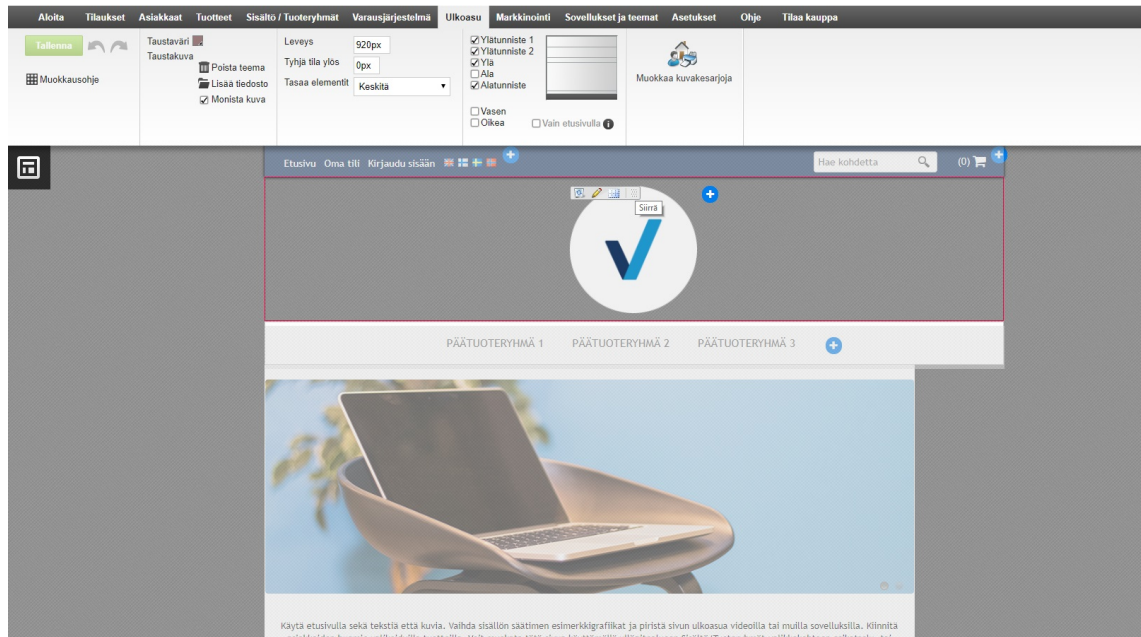 Aloita Tilaukset Asiakkaat Tuotteet Sisältö / Tuoteryhmät Varausjärjestelmä Ulkoasu Markkinointi Sovellukset ja teemat Asetukset Ohje Tilaa kauppa
Tallenna
Muokkausohje
Taustaväri
Taustakuva
Poista teema
Lisää tiedosto
Monista kuva
Leveys 920px
Tyhjä tila ylös 0px
Tasaa elementit Keskitä
Ylätunniste 1
Ylätunniste 2
Ylä
Ala
Alatunniste
Vasen
Oikea Vain etusivulla
Muokkaa kuvakesarjoja
Etusivu Oma tili Kirjaudu sisään Hae kohdetta (0)
Siirrä
PÄÄTUOTERYHMÄ 1 PÄÄTUOTERYHMÄ 2 PÄÄTUOTERYHMÄ 3
Käytä etusivulla sekä tekstiä että kuvia. Vaihda sisällön säätimen esimerkkigrafiikat ja piristä sivun ulkoasua videoilla tai muilla sovelluksilla. Kiinnitä